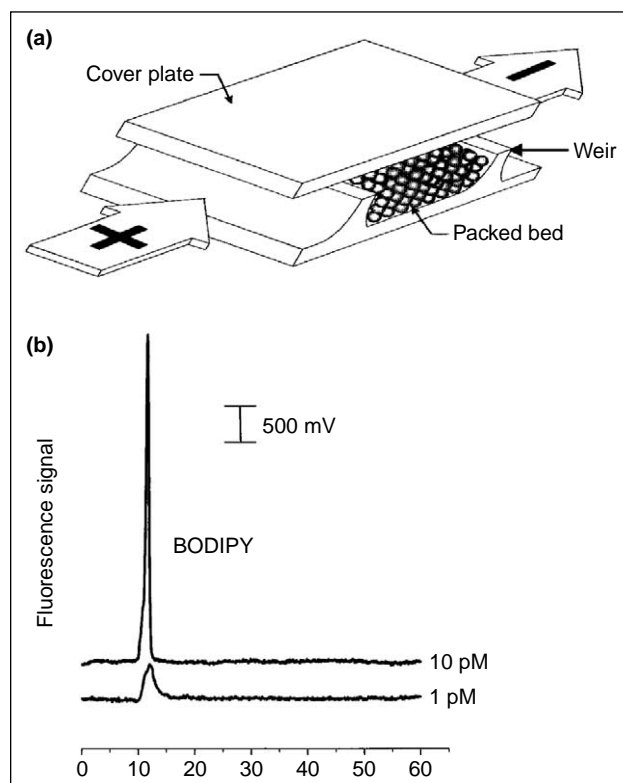 (a)
Cover plate
Weir
Packed bed
(b)
500 mV
BODIPY
Fluorescence signal
10 pM
1 pM
0 10 20 30 40 50 60